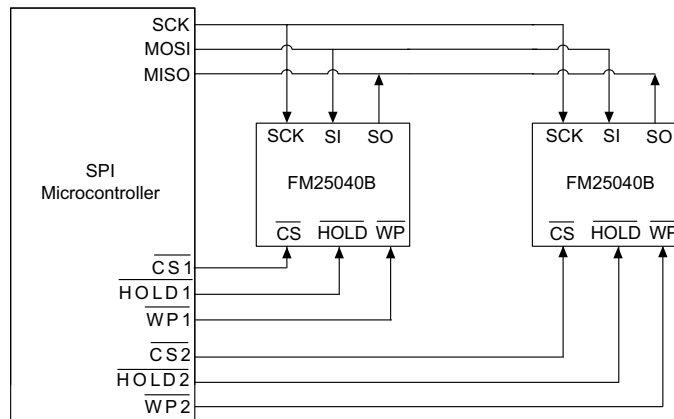 SCK
MOSI
MISO
SPI
Microcontroller
CS1
HOLD1
WP1
CS2
HOLD2
WP2
SCK SI SO
FM25040B
CS HOLD WP
SCK SI SO
FM25040B
CS HOLD WP